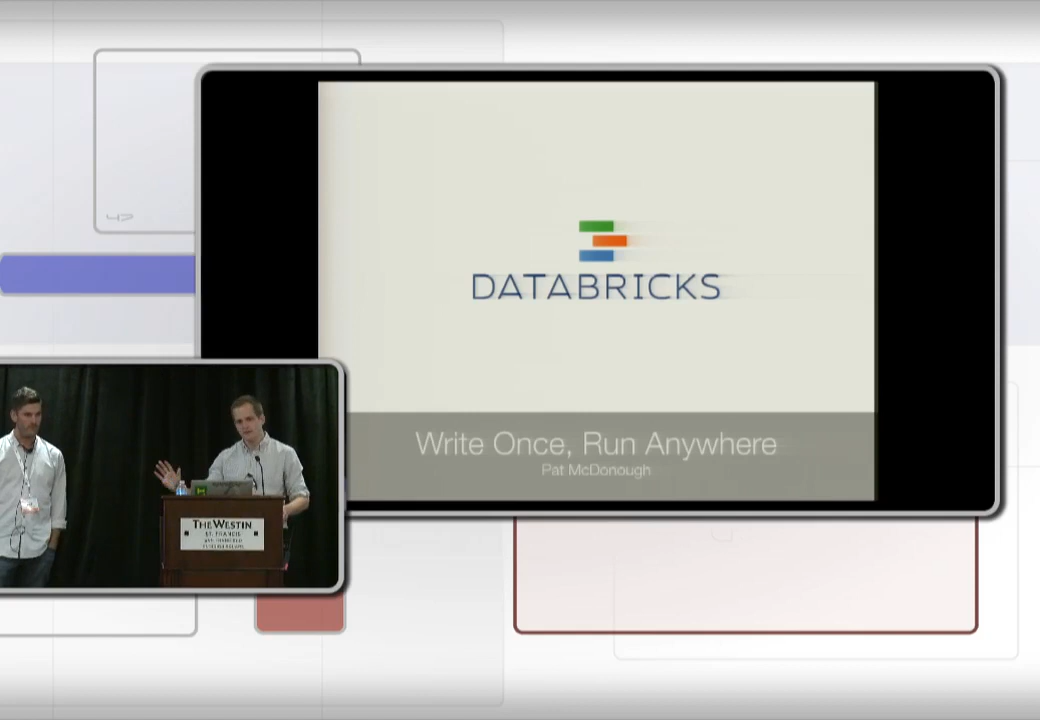 DATABRICKS
Write Once, Run Anywhere
Pat McDonough
THE WESTIN
ST. FRANCIS